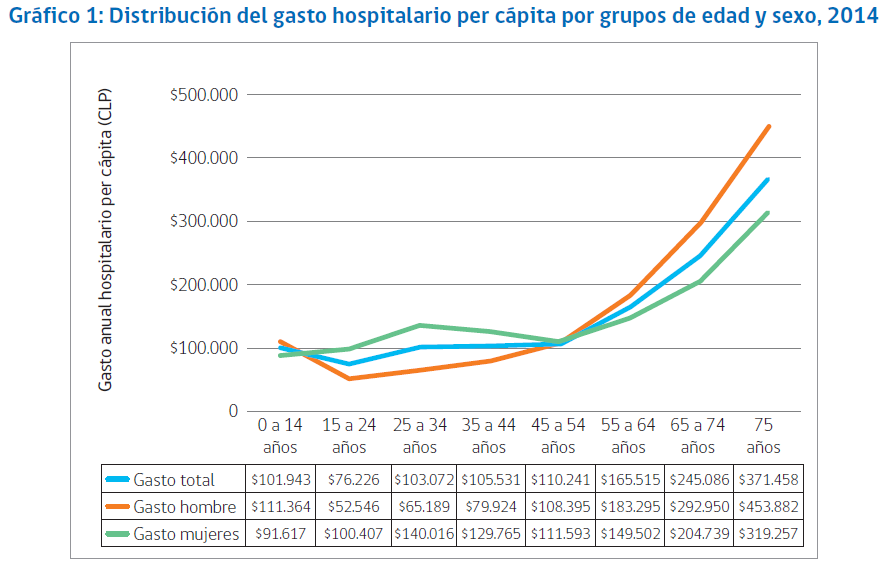 Gráfico 1: Distribución del gasto hospitalario per cápita por grupos de edad y sexo, 2014
Gasto anual hospitalario per cápita (CLP)
$500.000
$400.000
$300.000
$200.000
$100.000
0
0 a 14 años
15 a 24 años
25 a 34 años
35 a 44 años
45 a 54 años
55 a 64 años
65 a 74 años
75 años
Gasto total $101.943 $76.226 $103.072 $105.531 $110.241 $165.515 $245.086 $371.458
Gasto hombre $111.364 $52.546 $65.189 $79.924 $108.395 $183.295 $292.950 $453.882
Gasto mujeres $91.617 $100.407 $140.016 $129.765 $111.593 $149.502 $204.739 $319.257